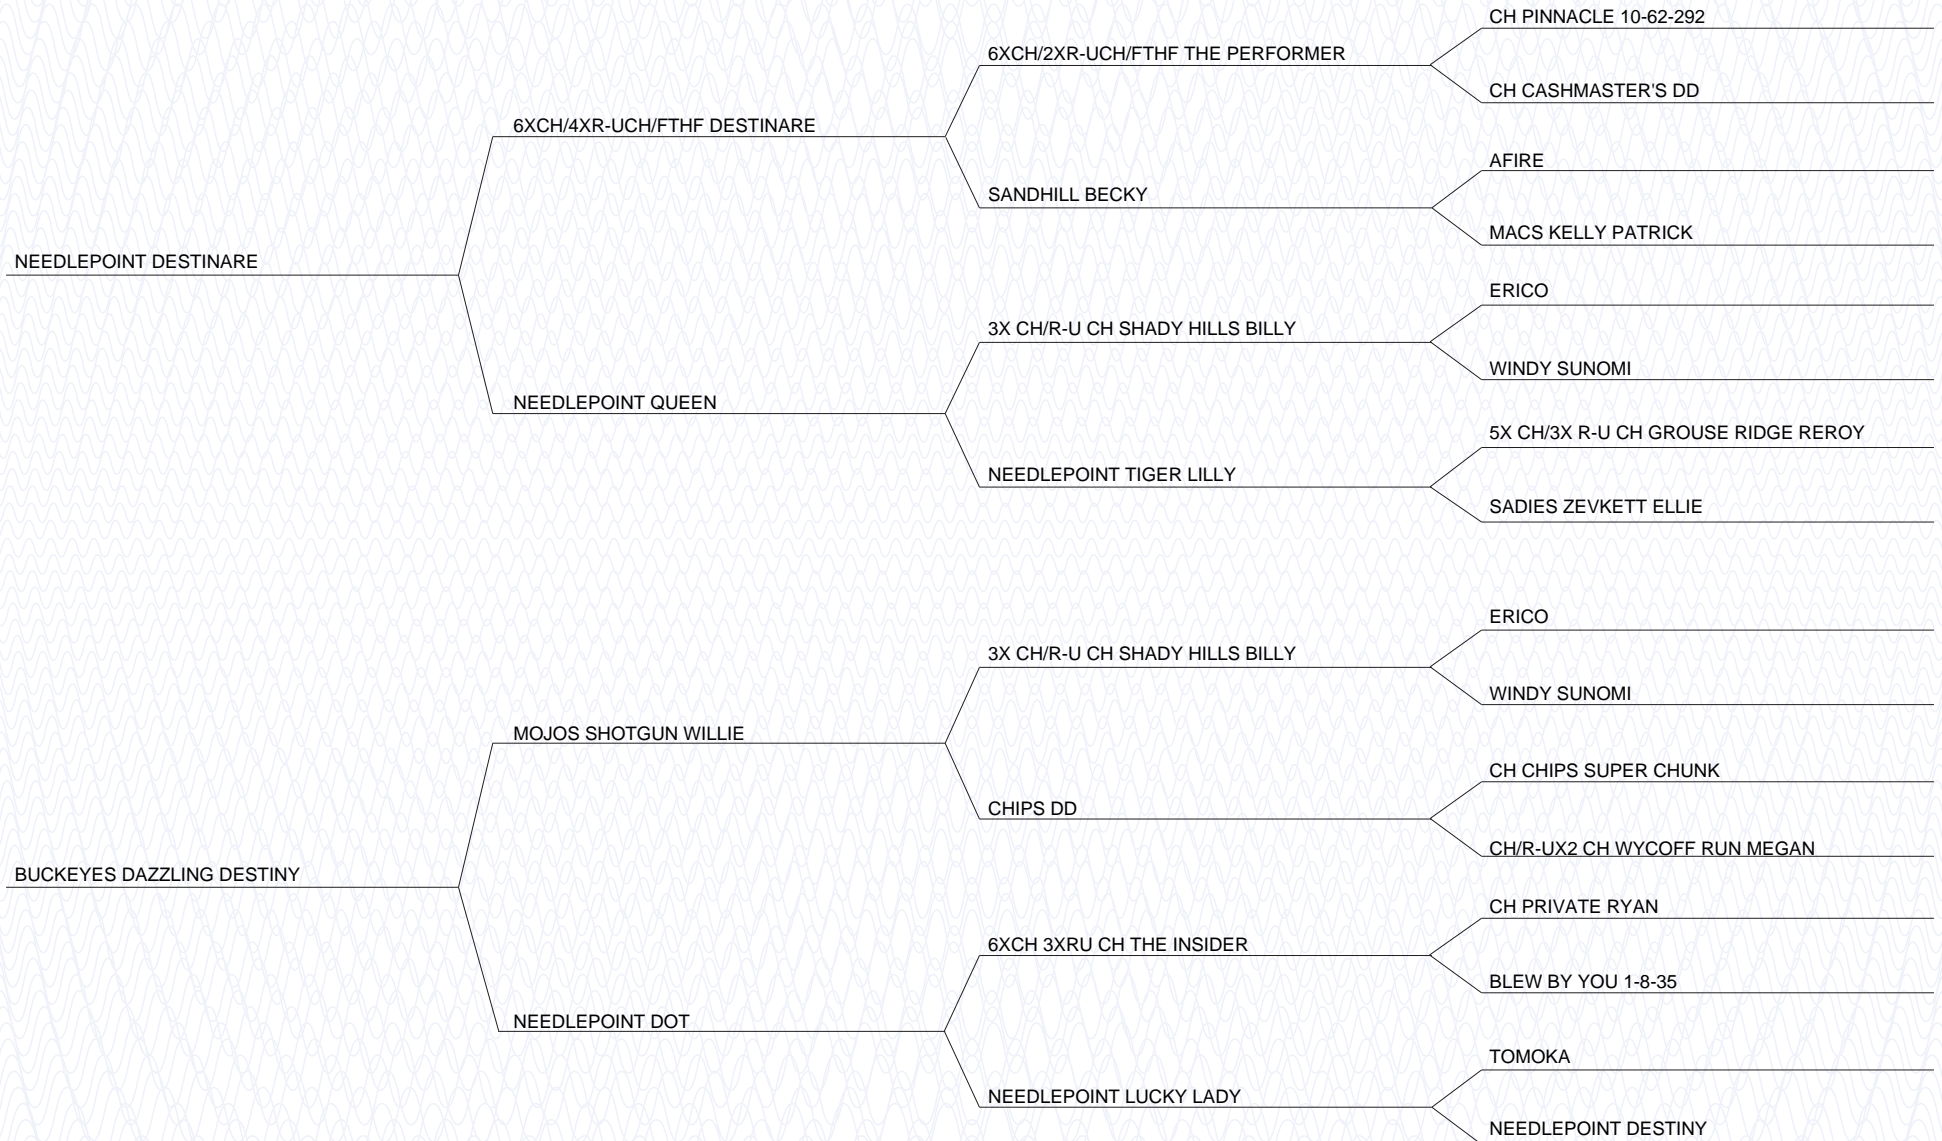 CH PINNACLE 10-62-292
6XCH/2XR-UCH/FTHF THE PERFORMER
CH CASHMASTER'S DD
6XCH/4XR-UCH/FTHF DESTINARE
AFIRE
SANDHILL BECKY
MACS KELLY PATRICK
NEEDLEPOINT DESTINARE
ERICO
3X CH/R-U CH SHADY HILLS BILLY
WINDY SUNOMI
NEEDLEPOINT QUEEN
5X CH/3X R-U CH GROUSE RIDGE REROY
NEEDLEPOINT TIGER LILLY
SADIES ZEVKETT ELLIE
ERICO
3X CH/R-U CH SHADY HILLS BILLY
WINDY SUNOMI
MOJOS SHOTGUN WILLIE
CH CHIPS SUPER CHUNK
CHIPS DD
CH/R-UX2 CH WYCOFF RUN MEGAN
BUCKEYES DAZZLING DESTINY
CH PRIVATE RYAN
6XCH 3XRU CH THE INSIDER
BLEW BY YOU 1-8-35
NEEDLEPOINT DOT
TOMOKA
NEEDLEPOINT LUCKY LADY
NEEDLEPOINT DESTINY